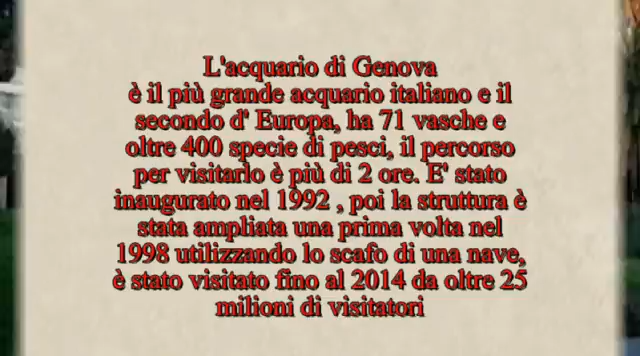 L'acquario di Genova
è il più grande acquario italiano e il
secondo d' Europa, ha 71 vasche e
oltre 400 specie di pesci, il percorso
per visitarlo è più di 2 ore. E' stato
inaugurato nel 1992 , poi la struttura è
stata ampliata una prima volta nel
1998 utilizzando lo scafo di una nave,
è stato visitato fino al 2014 da oltre 25
milioni di visitatori